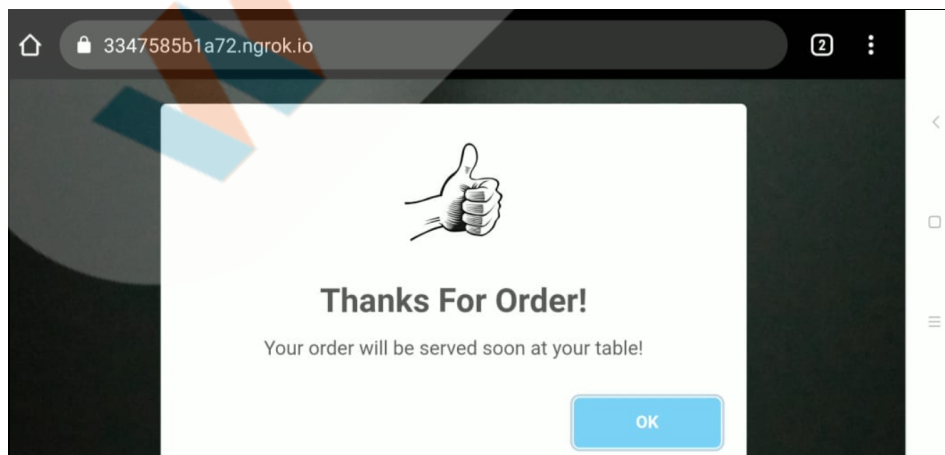 3347585b1a72.ngrok.io
2
Thanks For Order!
Your order will be served soon at your table!
OK